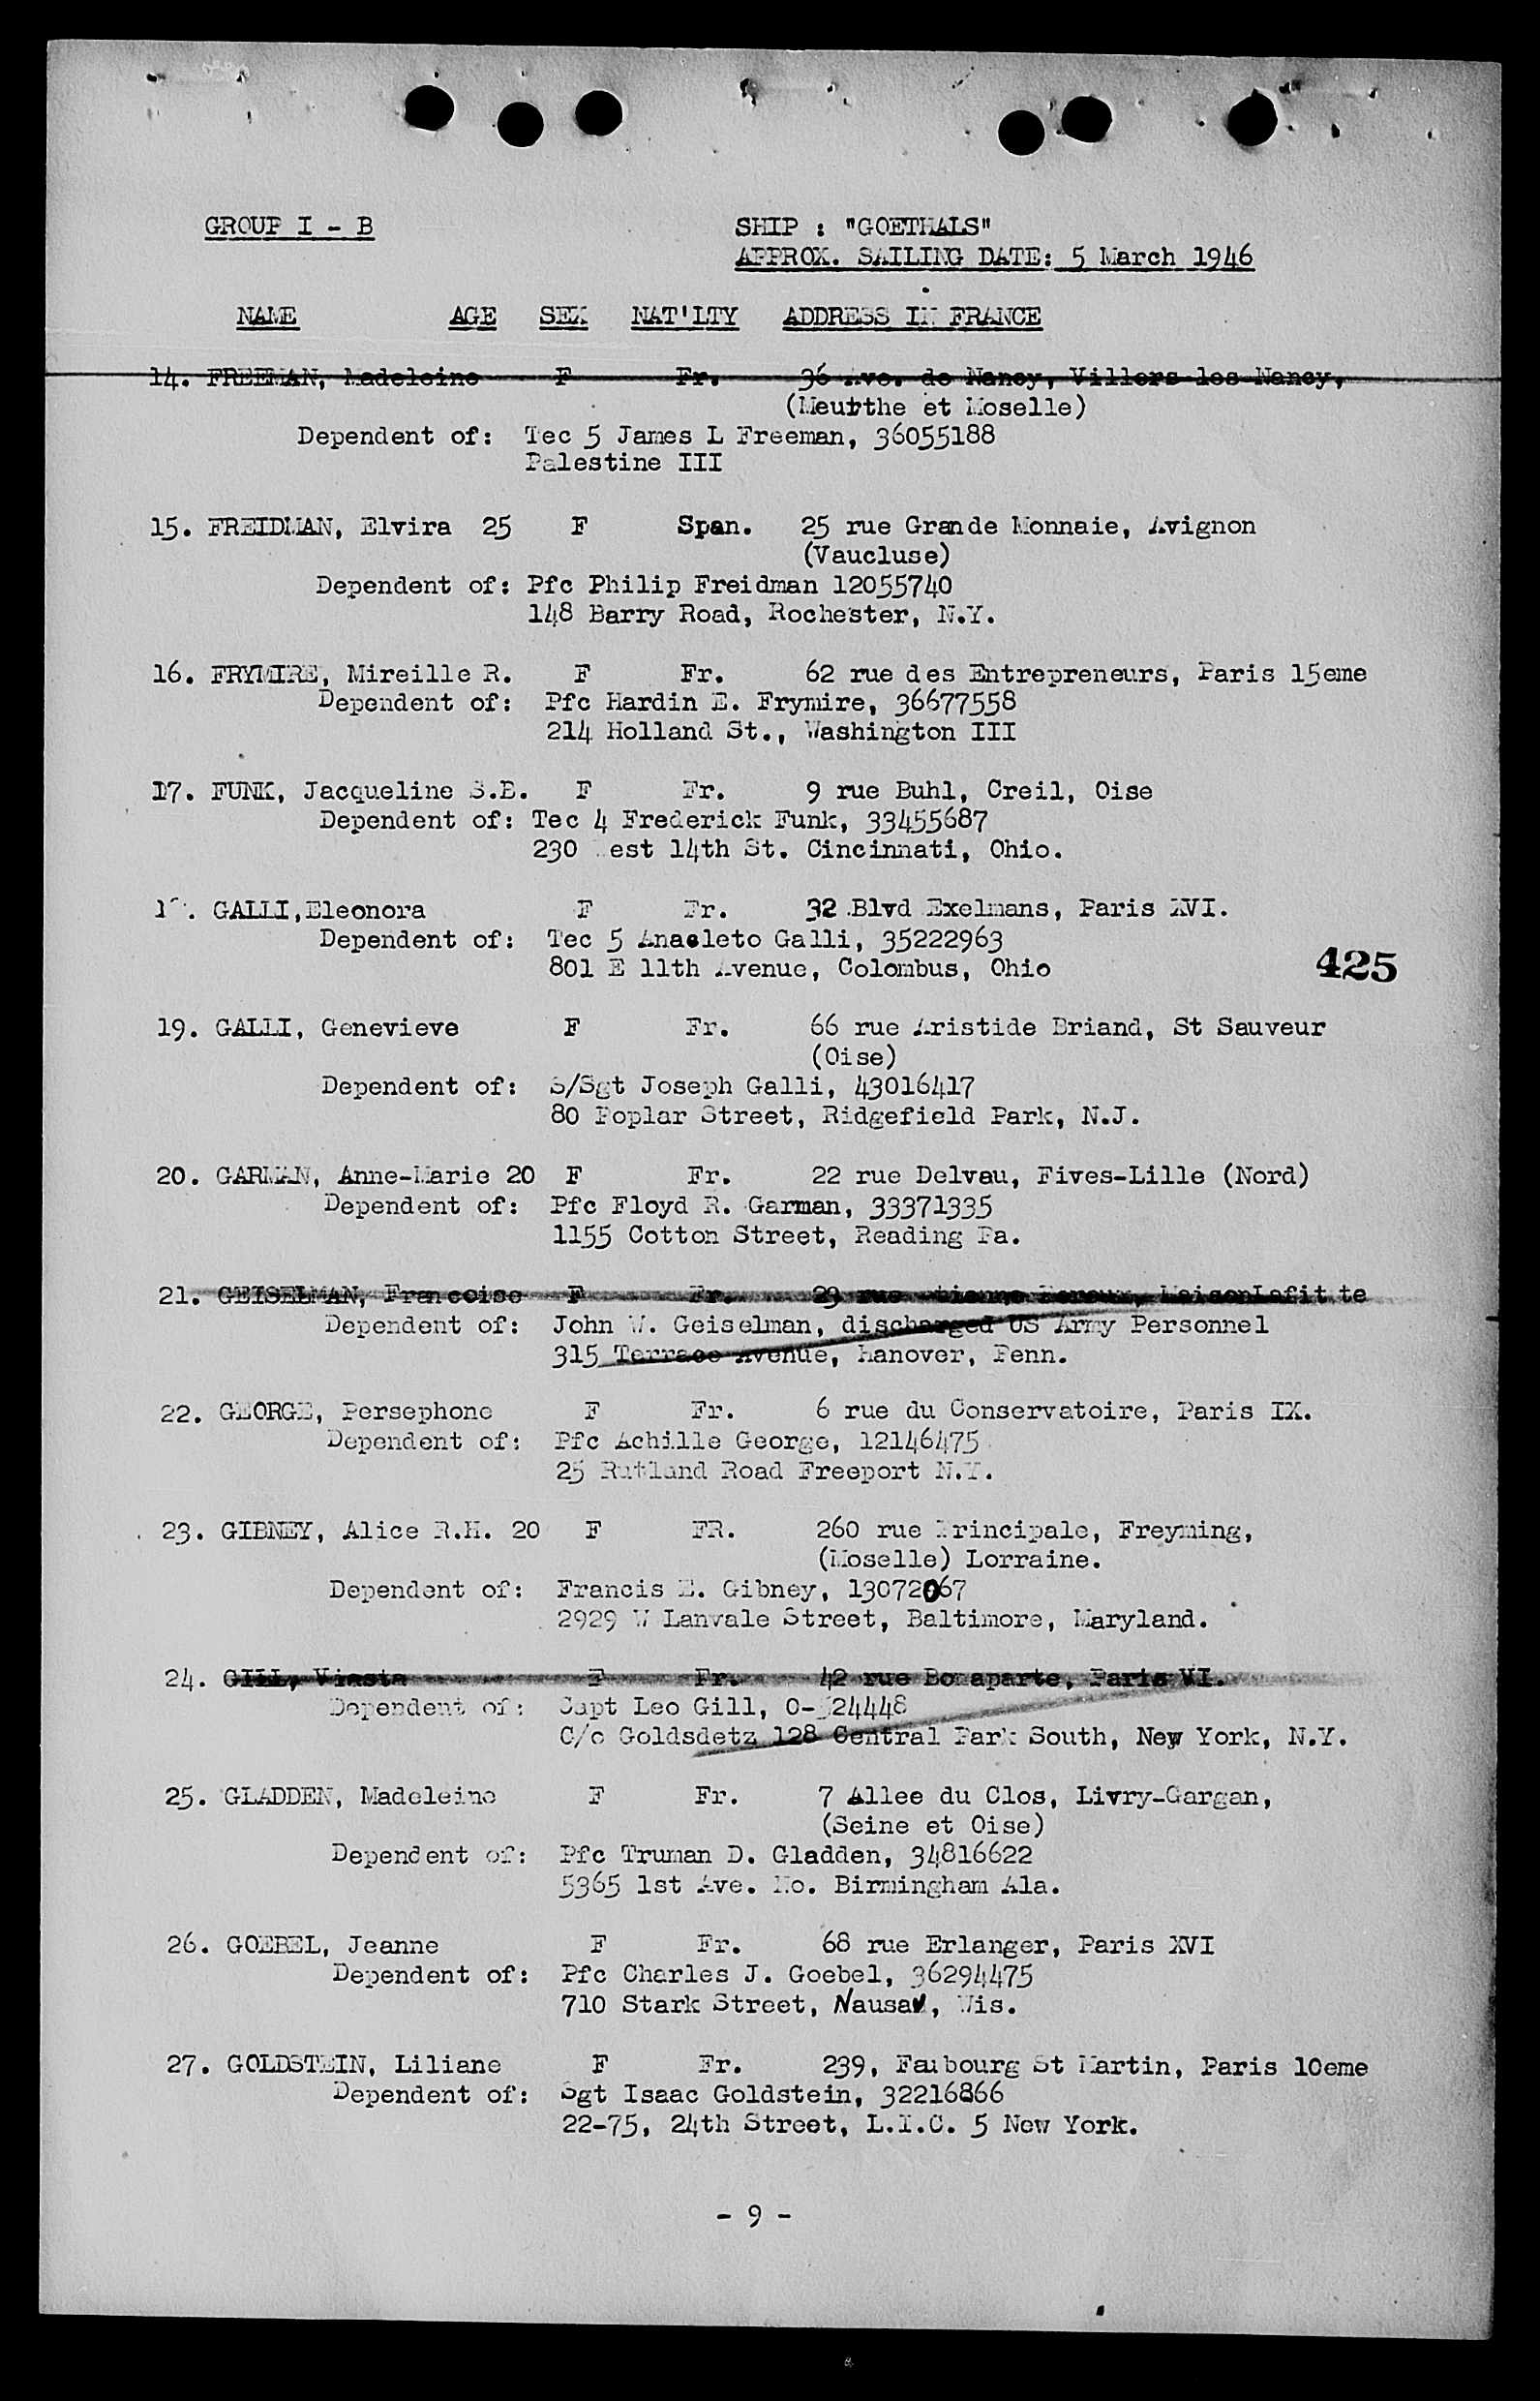 GROUP I - B
SHIP : "GOETHALS"
APPROX. SAILING DATE: 5 March 1946
NAME AGE SEX NAT'LTY ADDRESS IN FRANCE
14. FREEMAN, Madeleine F Fr. 36 Ave. de Nancy, Villers les Nancy,
(Meurthe et Moselle)
Dependent of: Tec 5 James L Freeman, 36055188
Palestine III
15. FREIDMAN, Elvira 25 F Span. 25 rue Grande Monnaie, Avignon
(Vaucluse)
Dependent of: Pfc Philip Freidman 12055740
148 Barry Road, Rochester, N.Y.
16. FRYMIRE, Mireille R. F Fr. 62 rue des Entrepreneurs, Paris 15eme
Dependent of: Pfc Hardin E. Frymire, 36677558
214 Holland St., Washington III
17. FUNK, Jacqueline S.B. F Fr. 9 rue Buhl, Creil, Oise
Dependent of: Tec 4 Frederick Funk, 33455687
230 West 14th St. Cincinnati, Ohio.
18. GALLI,Eleonora F Fr. 32 Blvd Exelmans, Paris XVI.
Dependent of: Tec 5 Anacleto Galli, 35222963
801 E 11th Avenue, Colombus, Ohio
425
19. GALLI, Genevieve F Fr. 66 rue Aristide Briand, St Sauveur
(Oise)
Dependent of: S/Sgt Joseph Galli, 43016417
80 Poplar Street, Ridgefield Park, N.J.
20. GARMAN, Anne-Marie 20 F Fr. 22 rue Delvau, Fives-Lille (Nord)
Dependent of: Pfc Floyd R. Garman, 33371335
1155 Cotton Street, Reading Pa.
21. GEISELMAN, Francoise F Fr. 29 rue MaisonLafitte
Dependent of: John W. Geiselman, discharged US Army Personnel
315 Terrace Avenue, Hanover, Penn.
22. GEORGE, Persephone F Fr. 6 rue du Conservatoire, Paris IX.
Dependent of: Pfc Achille George, 12146475
25 Rutland Road Freeport N.Y.
23. GIBNEY, Alice R.H. 20 F FR. 260 rue Principale, Freyming,
(Moselle) Lorraine.
Dependent of: Francis E. Gibney, 13072067
2929 W Lanvale Street, Baltimore, Maryland.
24. GILL, Viasta F Fr. 42 rue Bonaparte, Paris VI.
Dependent of: Capt Leo Gill,
C/o Goldsdetz 128 Central Park South, New York, N.Y.
25. GLADDEN, Madeleine F Fr. 7 Allee du Clos, Livry-Gargan,
(Seine et Oise)
Dependent of: Pfc Truman D. Gladden, 34816622
5365 1st Ave. No. Birmingham Ala.
26. GOEBEL, Jeanne F Fr. 68 rue Erlanger, Paris XVI
Dependent of: Pfc Charles J. Goebel, 36294475
710 Stark Street, Wis.
27. GOLDSTEIN, Liliane F Fr. 239, Faubourg St Martin, Paris 10eme
Dependent of: Sgt Isaac Goldstein, 32216866
22-75, 24th Street, L.I.C. 5 New York.
- 9 -